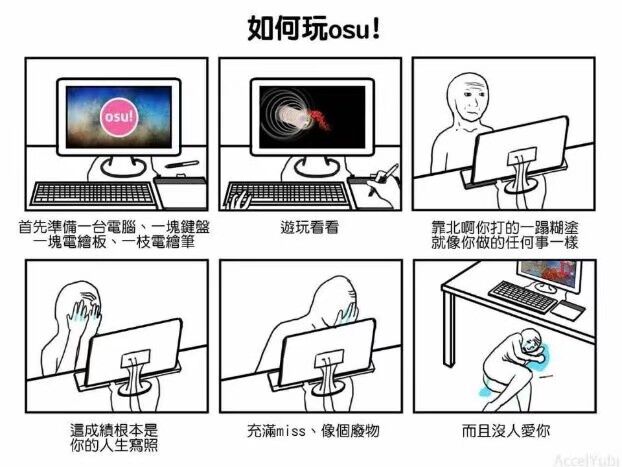 如何玩osu!
osu!
首先準備一台電腦、一塊鍵盤
一塊電繪板、一枝電繪筆
遊玩看看
靠北啊你打的一蹋糊塗
就像你做的任何事一樣
這成績根本是
你的人生寫照
充滿miss、像個廢物
而且沒人愛你
AccelYubi